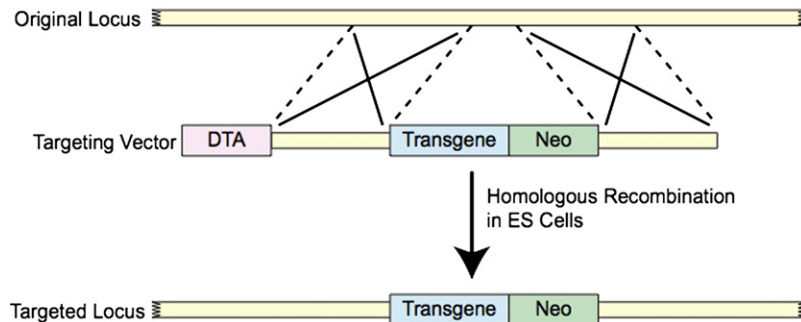 Original Locus
Targeting Vector
DTA
Transgene
Neo
Homologous Recombination
in ES Cells
Targeted Locus
Transgene
Neo